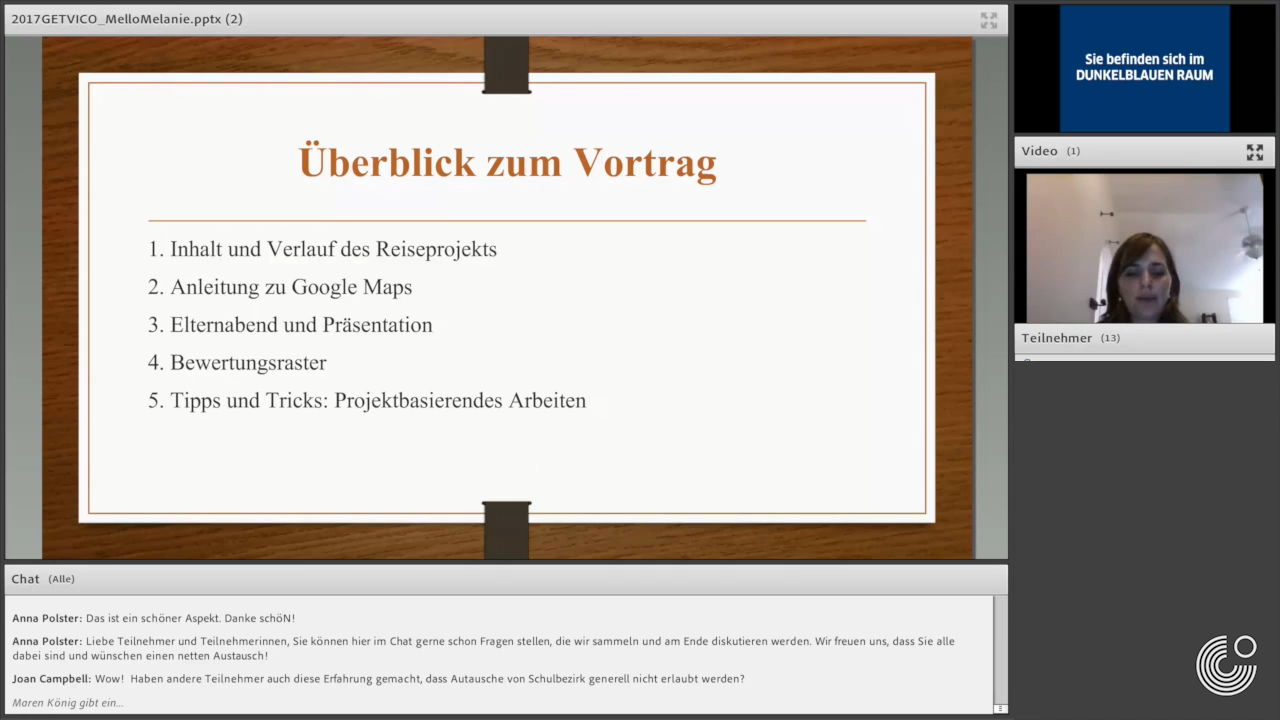 2017GETVICO_MelloMelanie.pptx (2)
Überblick zum Vortrag
1. Inhalt und Verlauf des Reiseprojekts
2. Anleitung zu Google Maps
3. Elternabend und Präsentation
4. Bewertungsraster
5. Tipps und Tricks: Projektbasierendes Arbeiten
Sie befinden sich im
DUNKELBLAUEN RAUM
Video (1)
Teilnehmer (13)
Chat (Alle)
Anna Polster: Das ist ein schöner Aspekt. Danke schöN!
Anna Polster: Liebe Teilnehmer und Teilnehmerinnen, Sie können hier im Chat gerne schon Fragen stellen, die wir sammeln und am Ende diskutieren werden. Wir freuen uns, dass Sie alle
dabei sind und wünschen einen netten Austausch!
Joan Campbell: Wow! Haben andere Teilnehmer auch diese Erfahrung gemacht, dass Autausche von Schulbezirk generell nicht erlaubt werden?
Maren König gibt ein...